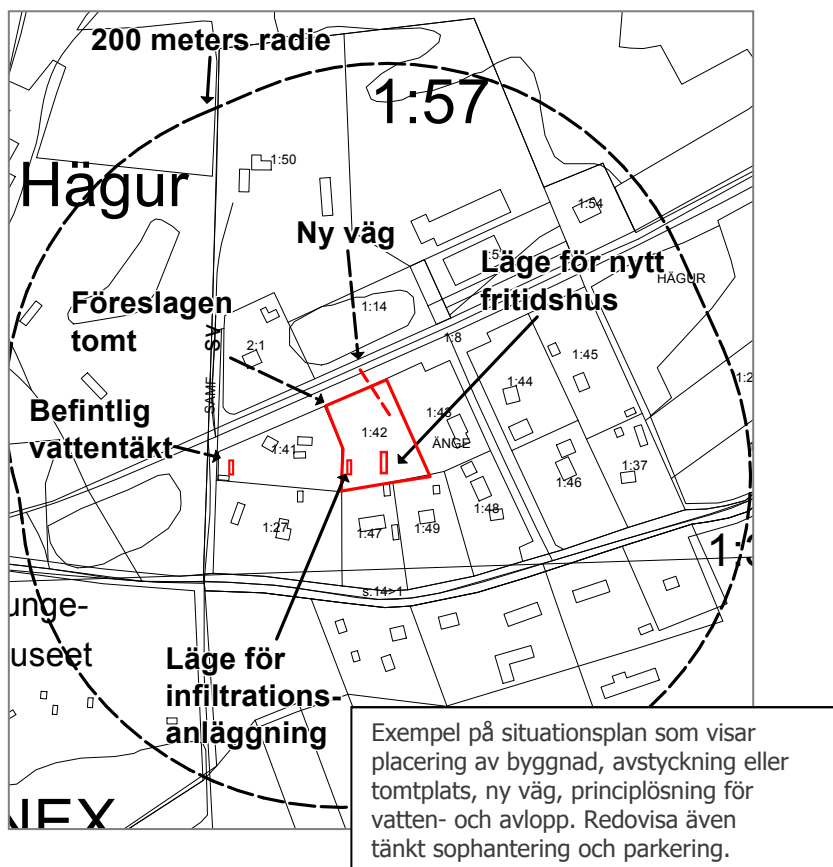 200 meters radie
1:57
Hägur
1:50
1:54
Ny väg
Läge för nytt
fritidshus
HÄGUR
Föreslagen
tomt
1:14
1:8
SV
2:1
1:45
1:44
SAMF
Befintlig
vattentäkt
1:43
1:42
ÄNGE
1:41
1:46
1:37
1:27
1:47
1:49
1:48
s.14>1
unge-
useet
Läge för
infiltrations-
anläggning
Exempel på situationsplan som visar
placering av byggnad, avstyckning eller
tomtplats, ny väg, principlösning för
vatten- och avlopp. Redovisa även
tänkt sophantering och parkering.